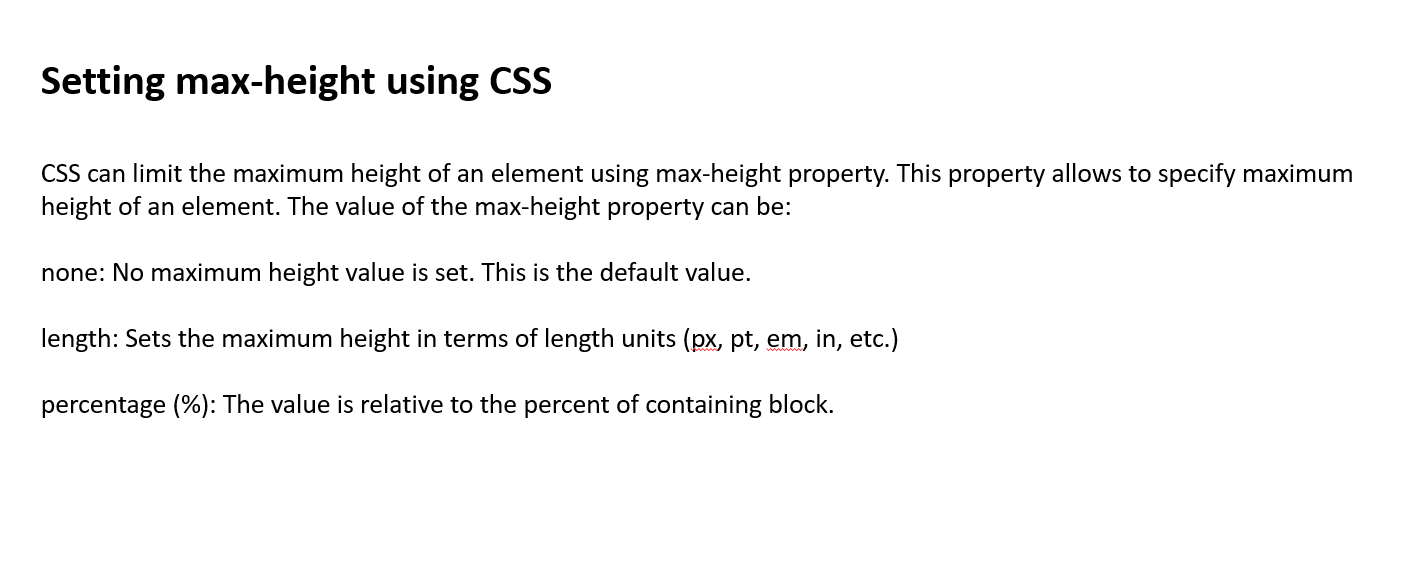 Setting max-height using CSS
CSS can limit the maximum height of an element using max-height property. This property allows to specify maximum
height of an element. The value of the max-height property can be:
none: No maximum height value is set. This is the default value.
length: Sets the maximum height in terms of length units (px, pt, em, in, etc.)
percentage (%): The value is relative to the percent of containing block.